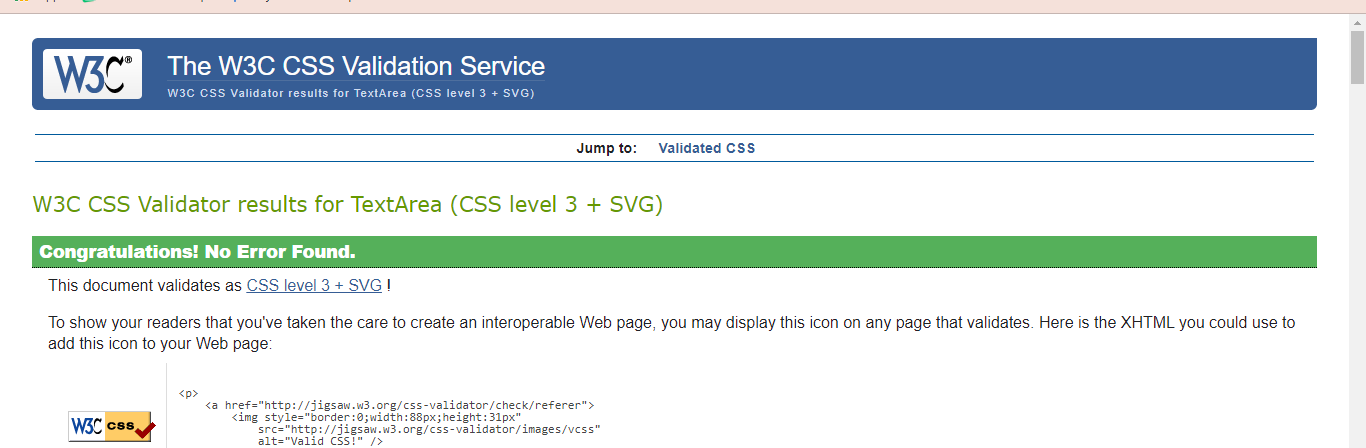 W3C®
The W3C CSS Validation Service
W3C CSS Validator results for TextArea (CSS level 3 + SVG)
Jump to: Validated CSS
W3C CSS Validator results for TextArea (CSS level 3 + SVG)
Congratulations! No Error Found.
This document validates as CSS level 3 + SVG !
To show your readers that you've taken the care to create an interoperable Web page, you may display this icon on any page that validates. Here is the XHTML you could use to
add this icon to your Web page:
<p>
<a href="http://jigsaw.w3.org/css-validator/check/referer">
<img style="border:0;width:88px;height:31px"
src="http://jigsaw.w3.org/css-validator/images/vcss"
alt="Valid CSS!" />
W3C css